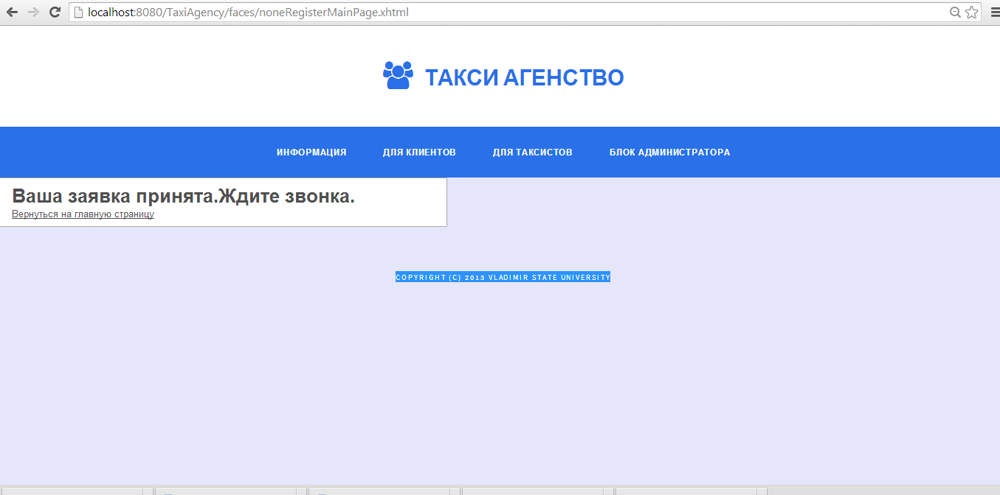 localhost:8080/TaxiAgency/faces/noneRegisterMainPage.xhtml
ТАКСИ АГЕНСТВО
ИНФОРМАЦИЯ ДЛЯ КЛИЕНТОВ ДЛЯ ТАКСИСТОВ БЛОК АДМИНИСТРАТОРА
Ваша заявка принята.Ждите звонка.
Вернуться на главную страницу
COPYRIGHT (C) 2013 VLADIMIR STATE UNIVERSITY